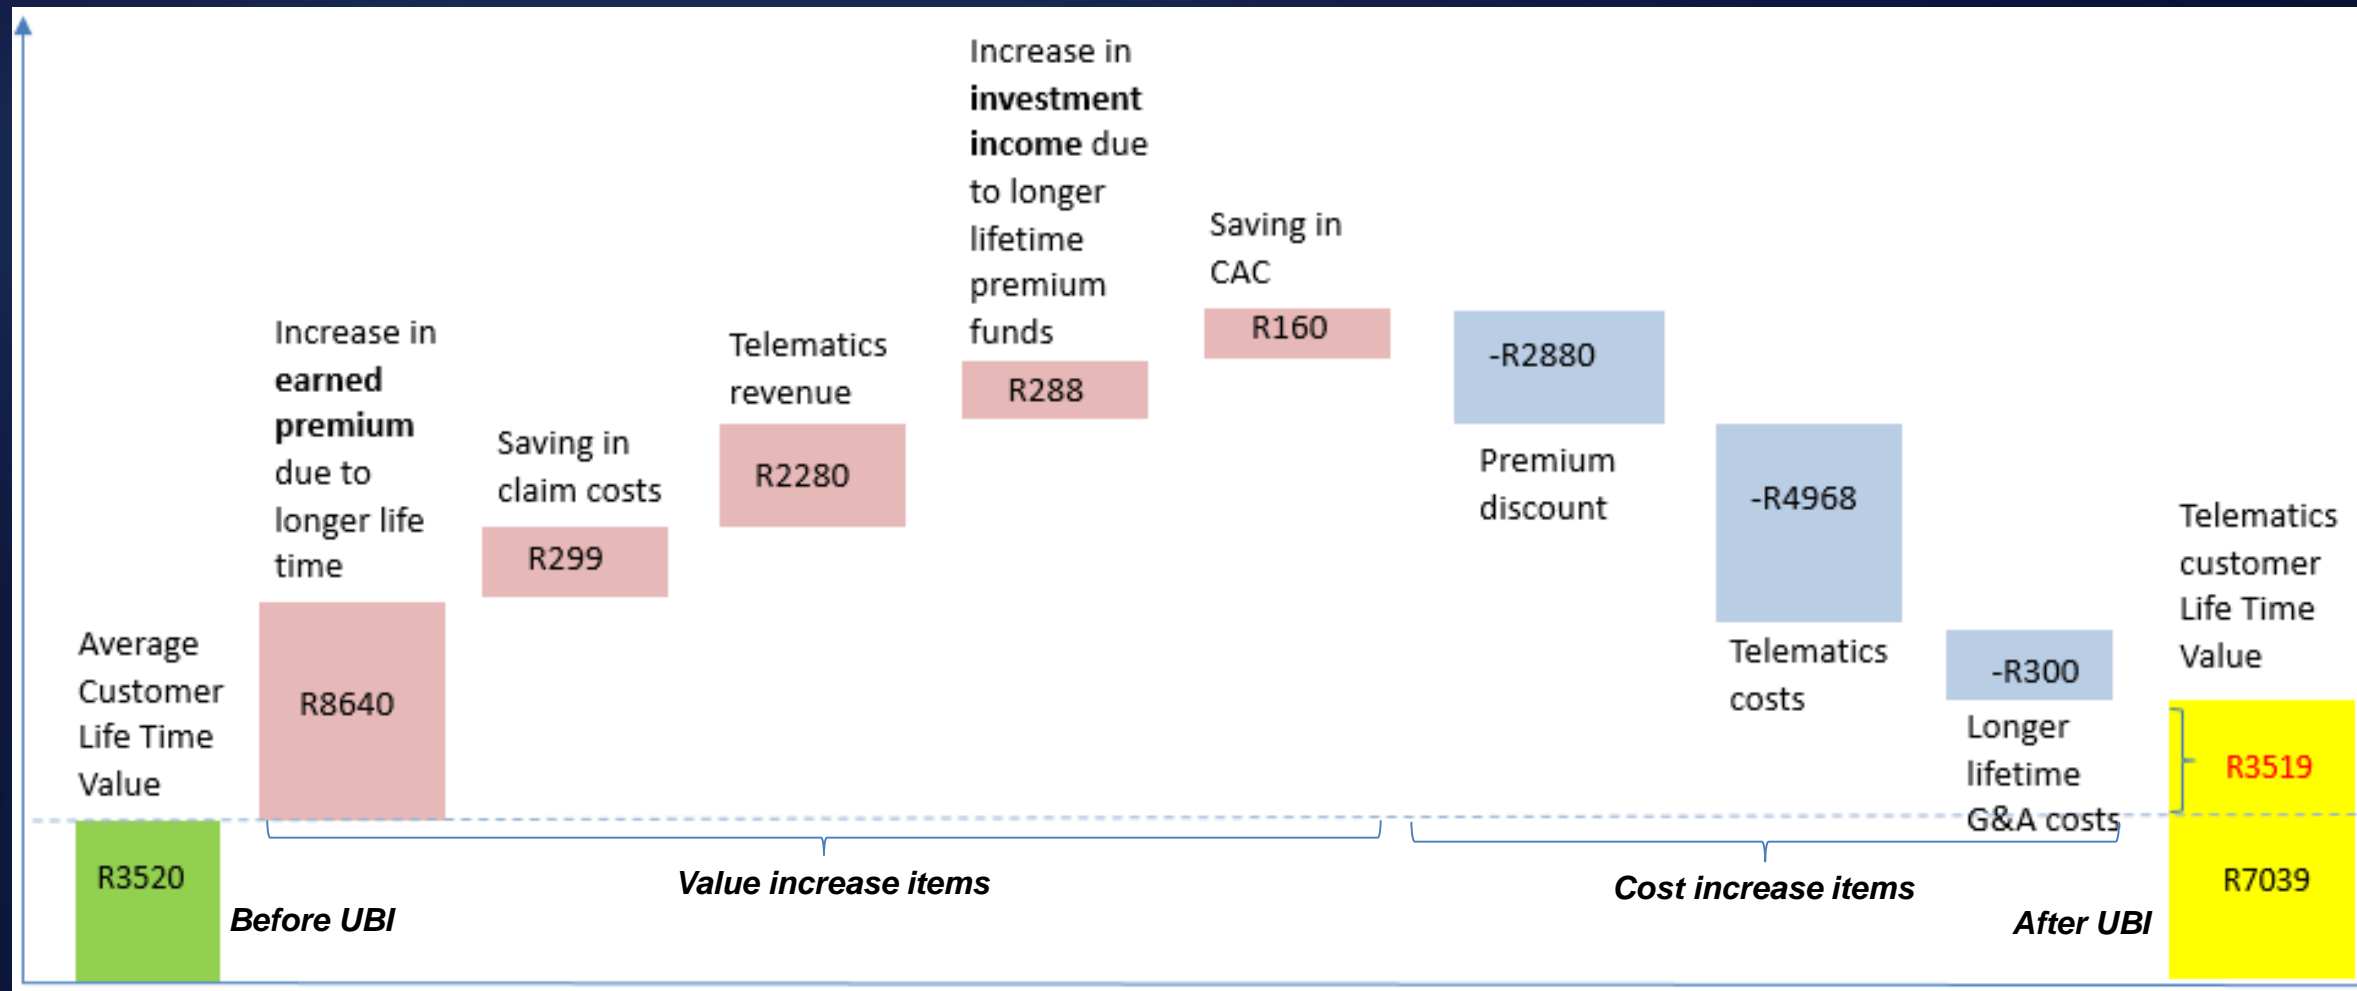 Average
Customer
Life Time
Value
R3520
Before UBI
Increase in
earned
premium
due to
longer life
time
R8640
Saving in
claim costs
R299
Telematics
revenue
R2280
Increase in
investment
income due
to longer
lifetime
premium
funds
R288
Saving in
CAC
R160
Value increase items
-R2880
Premium
discount
-R4968
Telematics
costs
-R300
Longer
lifetime
G&A costs
Cost increase items
Telematics
customer
Life Time
Value
R3519
R7039
After UBI